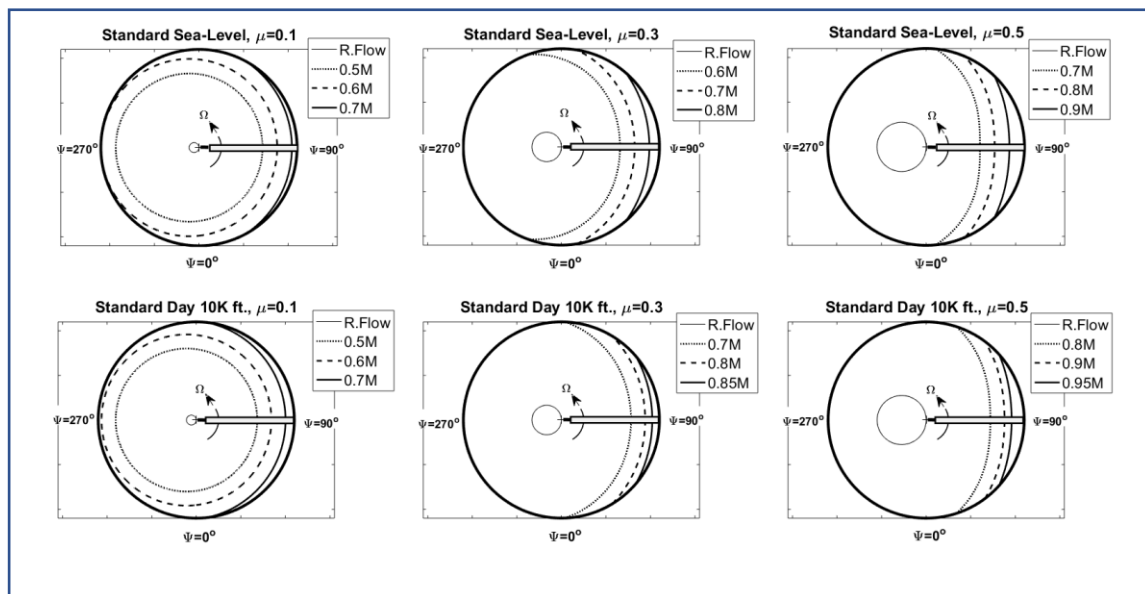 Standard Sea-Level, μ=0.1
R.Flow
0.5M
0.6M
0.7M
Ω
Ψ=270°
Ψ=90°
Ψ=0°
Standard Sea-Level, μ=0.3
R.Flow
0.6M
0.7M
0.8M
Ω
Ψ=270°
Ψ=90°
Ψ=0°
Standard Sea-Level, μ=0.5
R.Flow
0.7M
0.8M
0.9M
Ω
Ψ=270°
Ψ=90°
Ψ=0°
Standard Day 10K ft., μ=0.1
R.Flow
0.5M
0.6M
0.7M
Ω
Ψ=270°
Ψ=90°
Ψ=0°
Standard Day 10K ft., μ=0.3
R.Flow
0.7M
0.8M
0.85M
Ω
Ψ=270°
Ψ=90°
Ψ=0°
Standard Day 10K ft., μ=0.5
R.Flow
0.8M
0.9M
0.95M
Ω
Ψ=270°
Ψ=90°
Ψ=0°